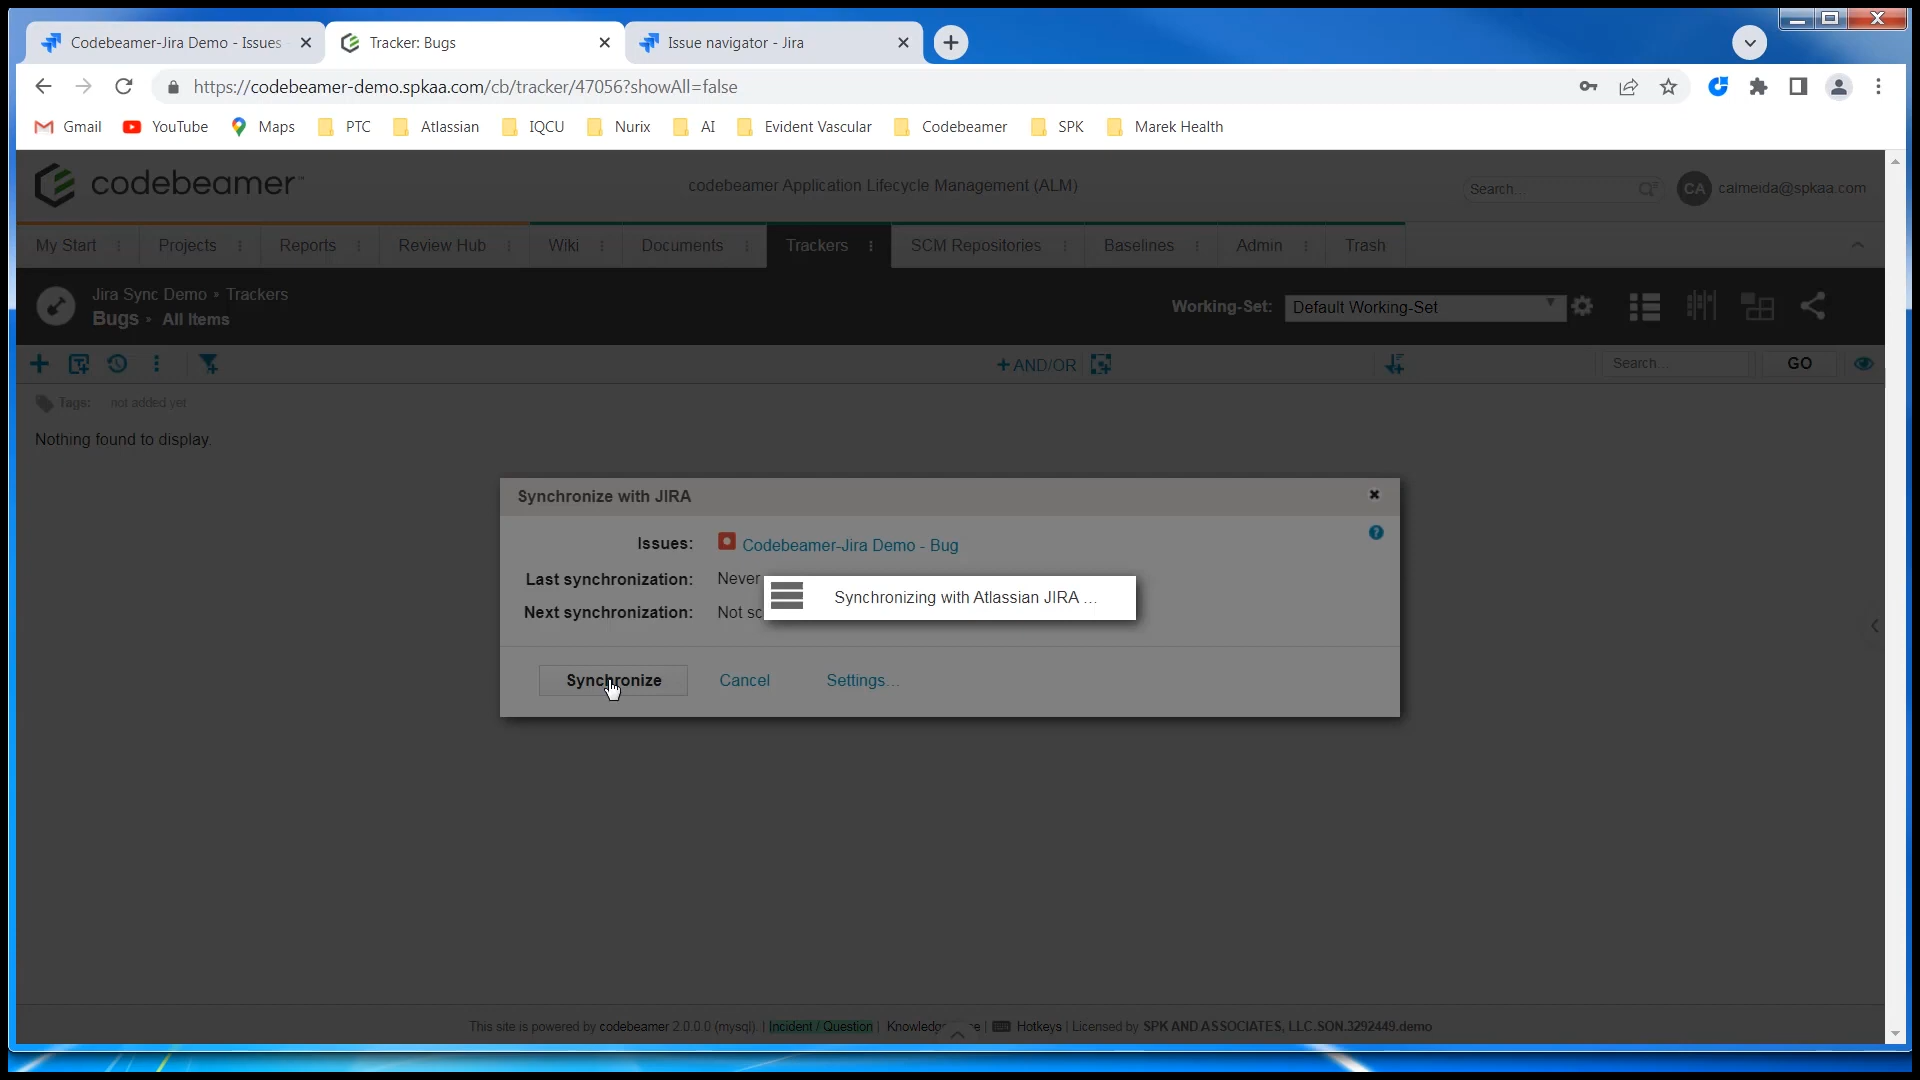 Codebeamer-Jira Demo - Issues
Tracker: Bugs
Issue navigator - Jira
https://codebeamer-demo.spkaa.com/cb/tracker/47056?showAll=false
Gmail YouTube Maps PTC Atlassian IQCU Nurix AI Evident Vascular Codebeamer SPK Marek Health
codebeamer™
codebeamer Application Lifecycle Management (ALM)
Search...
CA calmeida@spkaa.com
My Start Projects Reports Review Hub Wiki Documents Trackers SCM Repositories Baselines Admin Trash
Jira Sync Demo Trackers
Bugs All Items
Working-Set: Default Working-Set
+ AND/OR
Search...
GO
Tags: not added yet
Nothing found to display.
Synchronize with JIRA
Issues: Codebeamer-Jira Demo - Bug
Last synchronization: Never
Synchronizing with Atlassian JIRA ...
Next synchronization: Not sc
Synchronize Cancel Settings...
This site is powered by codebeamer 2.0.0.0 (mysql). | Incident / Question | Knowledg e | Hotkeys | Licensed by SPK AND ASSOCIATES, LLC.SON.3292449.demo